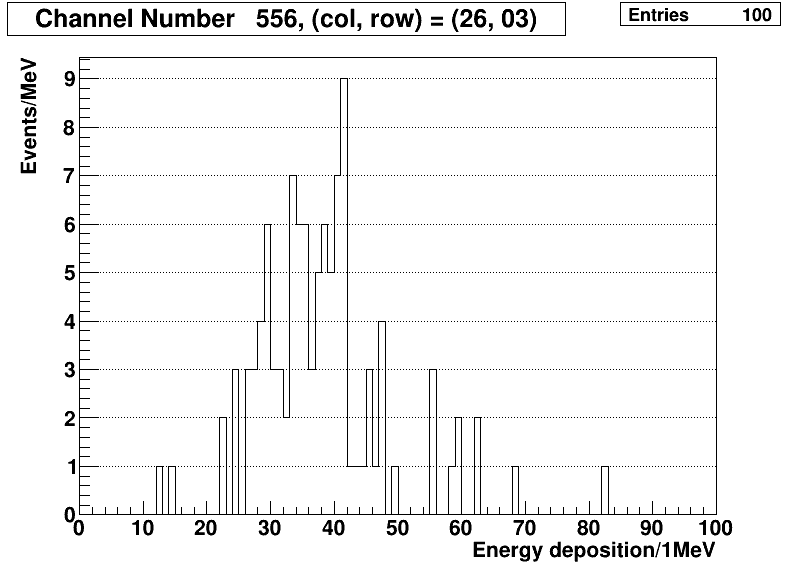 Channel Number 556, (col, row) = (26, 03)
Entries 100
Events/MeV
9
8
7
6
5
4
3
2
1
0
0 10 20 30 40 50 60 70 80 90 100
Energy deposition/1MeV